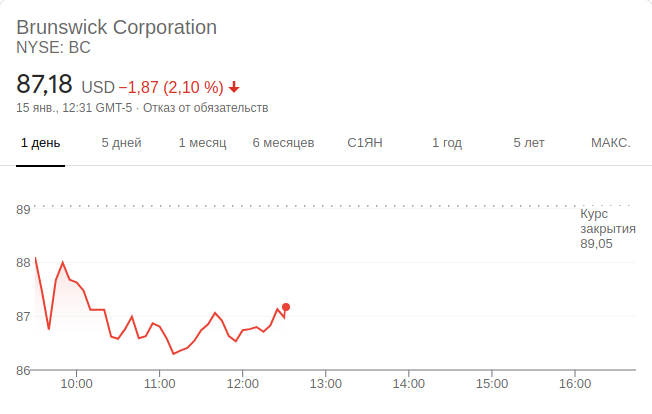 Brunswick Corporation
NYSE: BC
87,18 USD −1,87 (2,10 %)
15 янв., 12:31 GMT-5 · Отказ от обязательств
1 день 5 дней 1 месяц 6 месяцев С1ЯН 1 год 5 лет МАКС.
89
Курс
закрытия
89,05
88
87
86
10:00 11:00 12:00 13:00 14:00 15:00 16:00